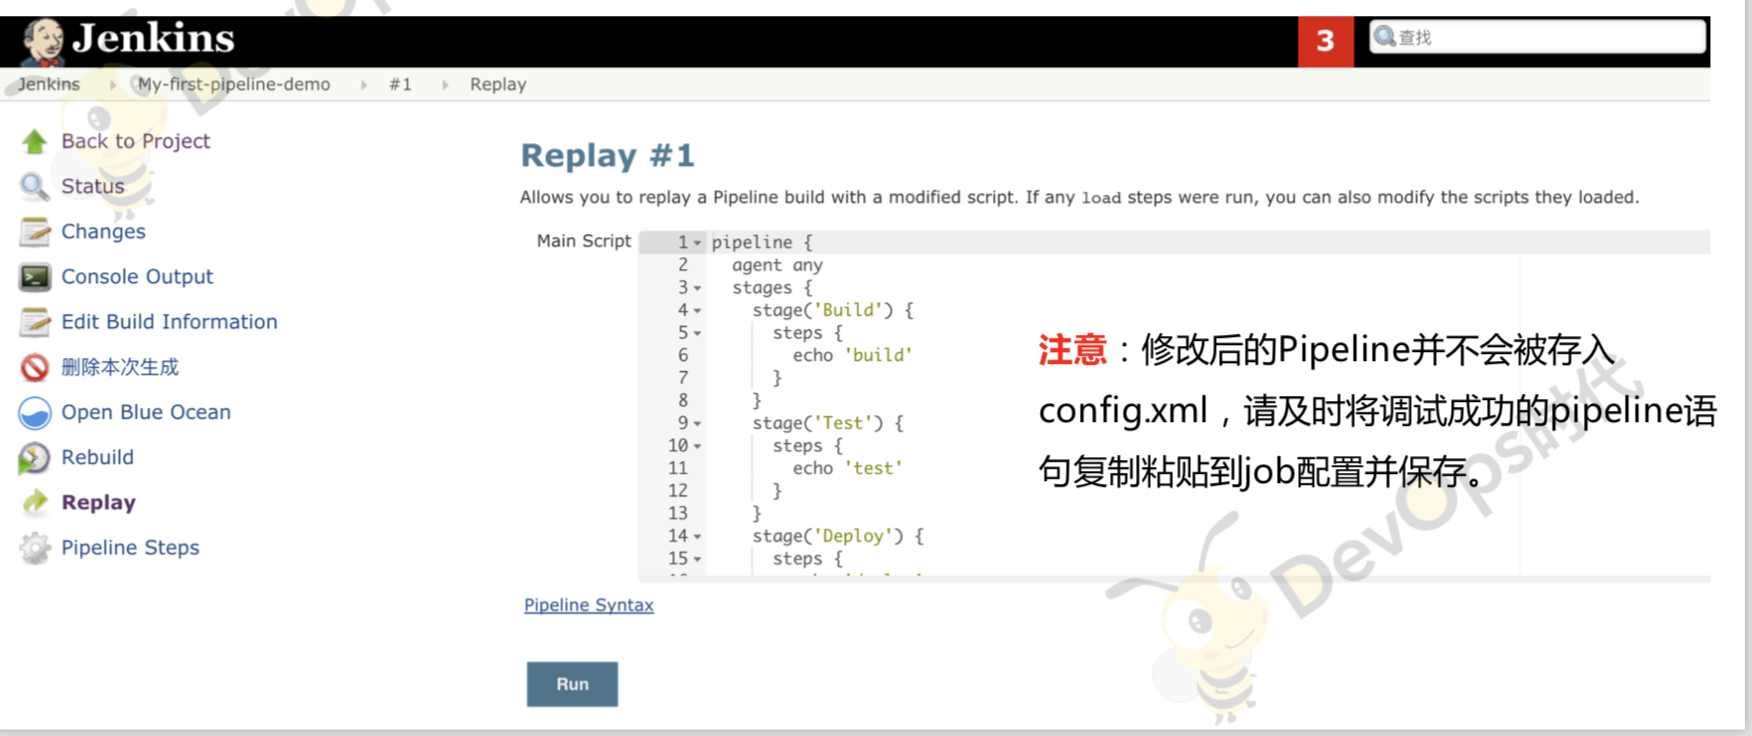 Jenkins
3
查找
Jenkins My-first-pipeline-demo #1 Replay
Back to Project
Status
Changes
Console Output
Edit Build Information
删除本次生成
Open Blue Ocean
Rebuild
Replay
Pipeline Steps
Replay #1
Allows you to replay a Pipeline build with a modified script. If any load steps were run, you can also modify the scripts they loaded.
Main Script
1 pipeline {
2 agent any
3 stages {
4 stage('Build') {
5 steps {
6 echo 'build'
7 }
8 }
9 stage('Test') {
10 steps {
11 echo 'test'
12 }
13 }
14 stage('Deploy') {
15 steps {
注意：修改后的Pipeline并不会被存入
config.xml，请及时将调试成功的pipeline语
句复制粘贴到job配置并保存。
Pipeline Syntax
Run
DevOps时代